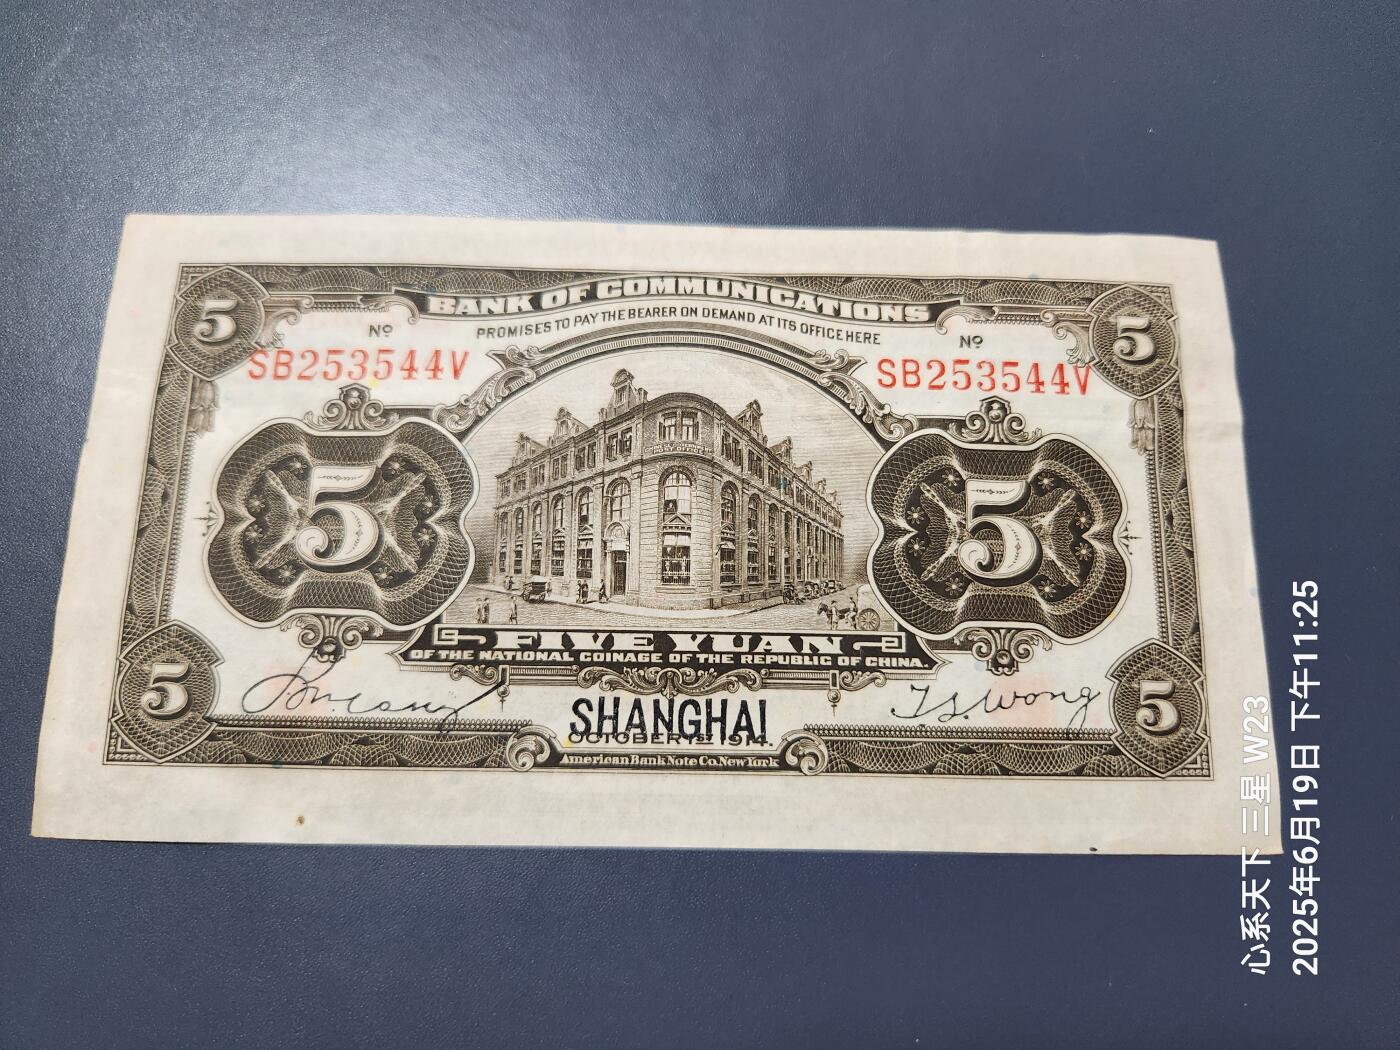 BANK OF COMMUNICATIONS
PROMISES TO PAY THE BEARER ON DEMAND AT ITS OFFICE HERE
5
5
Nº
Nº
SB253544V
SB253544V
5
5
FIVE YUAN
OF THE NATIONAL COINAGE OF THE REPUBLIC OF CHINA.
5
5
T.S. Wong
SHANGHAI
OCTOBER 1ST 1914.
American Bank Note Co. New York
心系天下 三星 W23
2025年6月19日 下午11:25